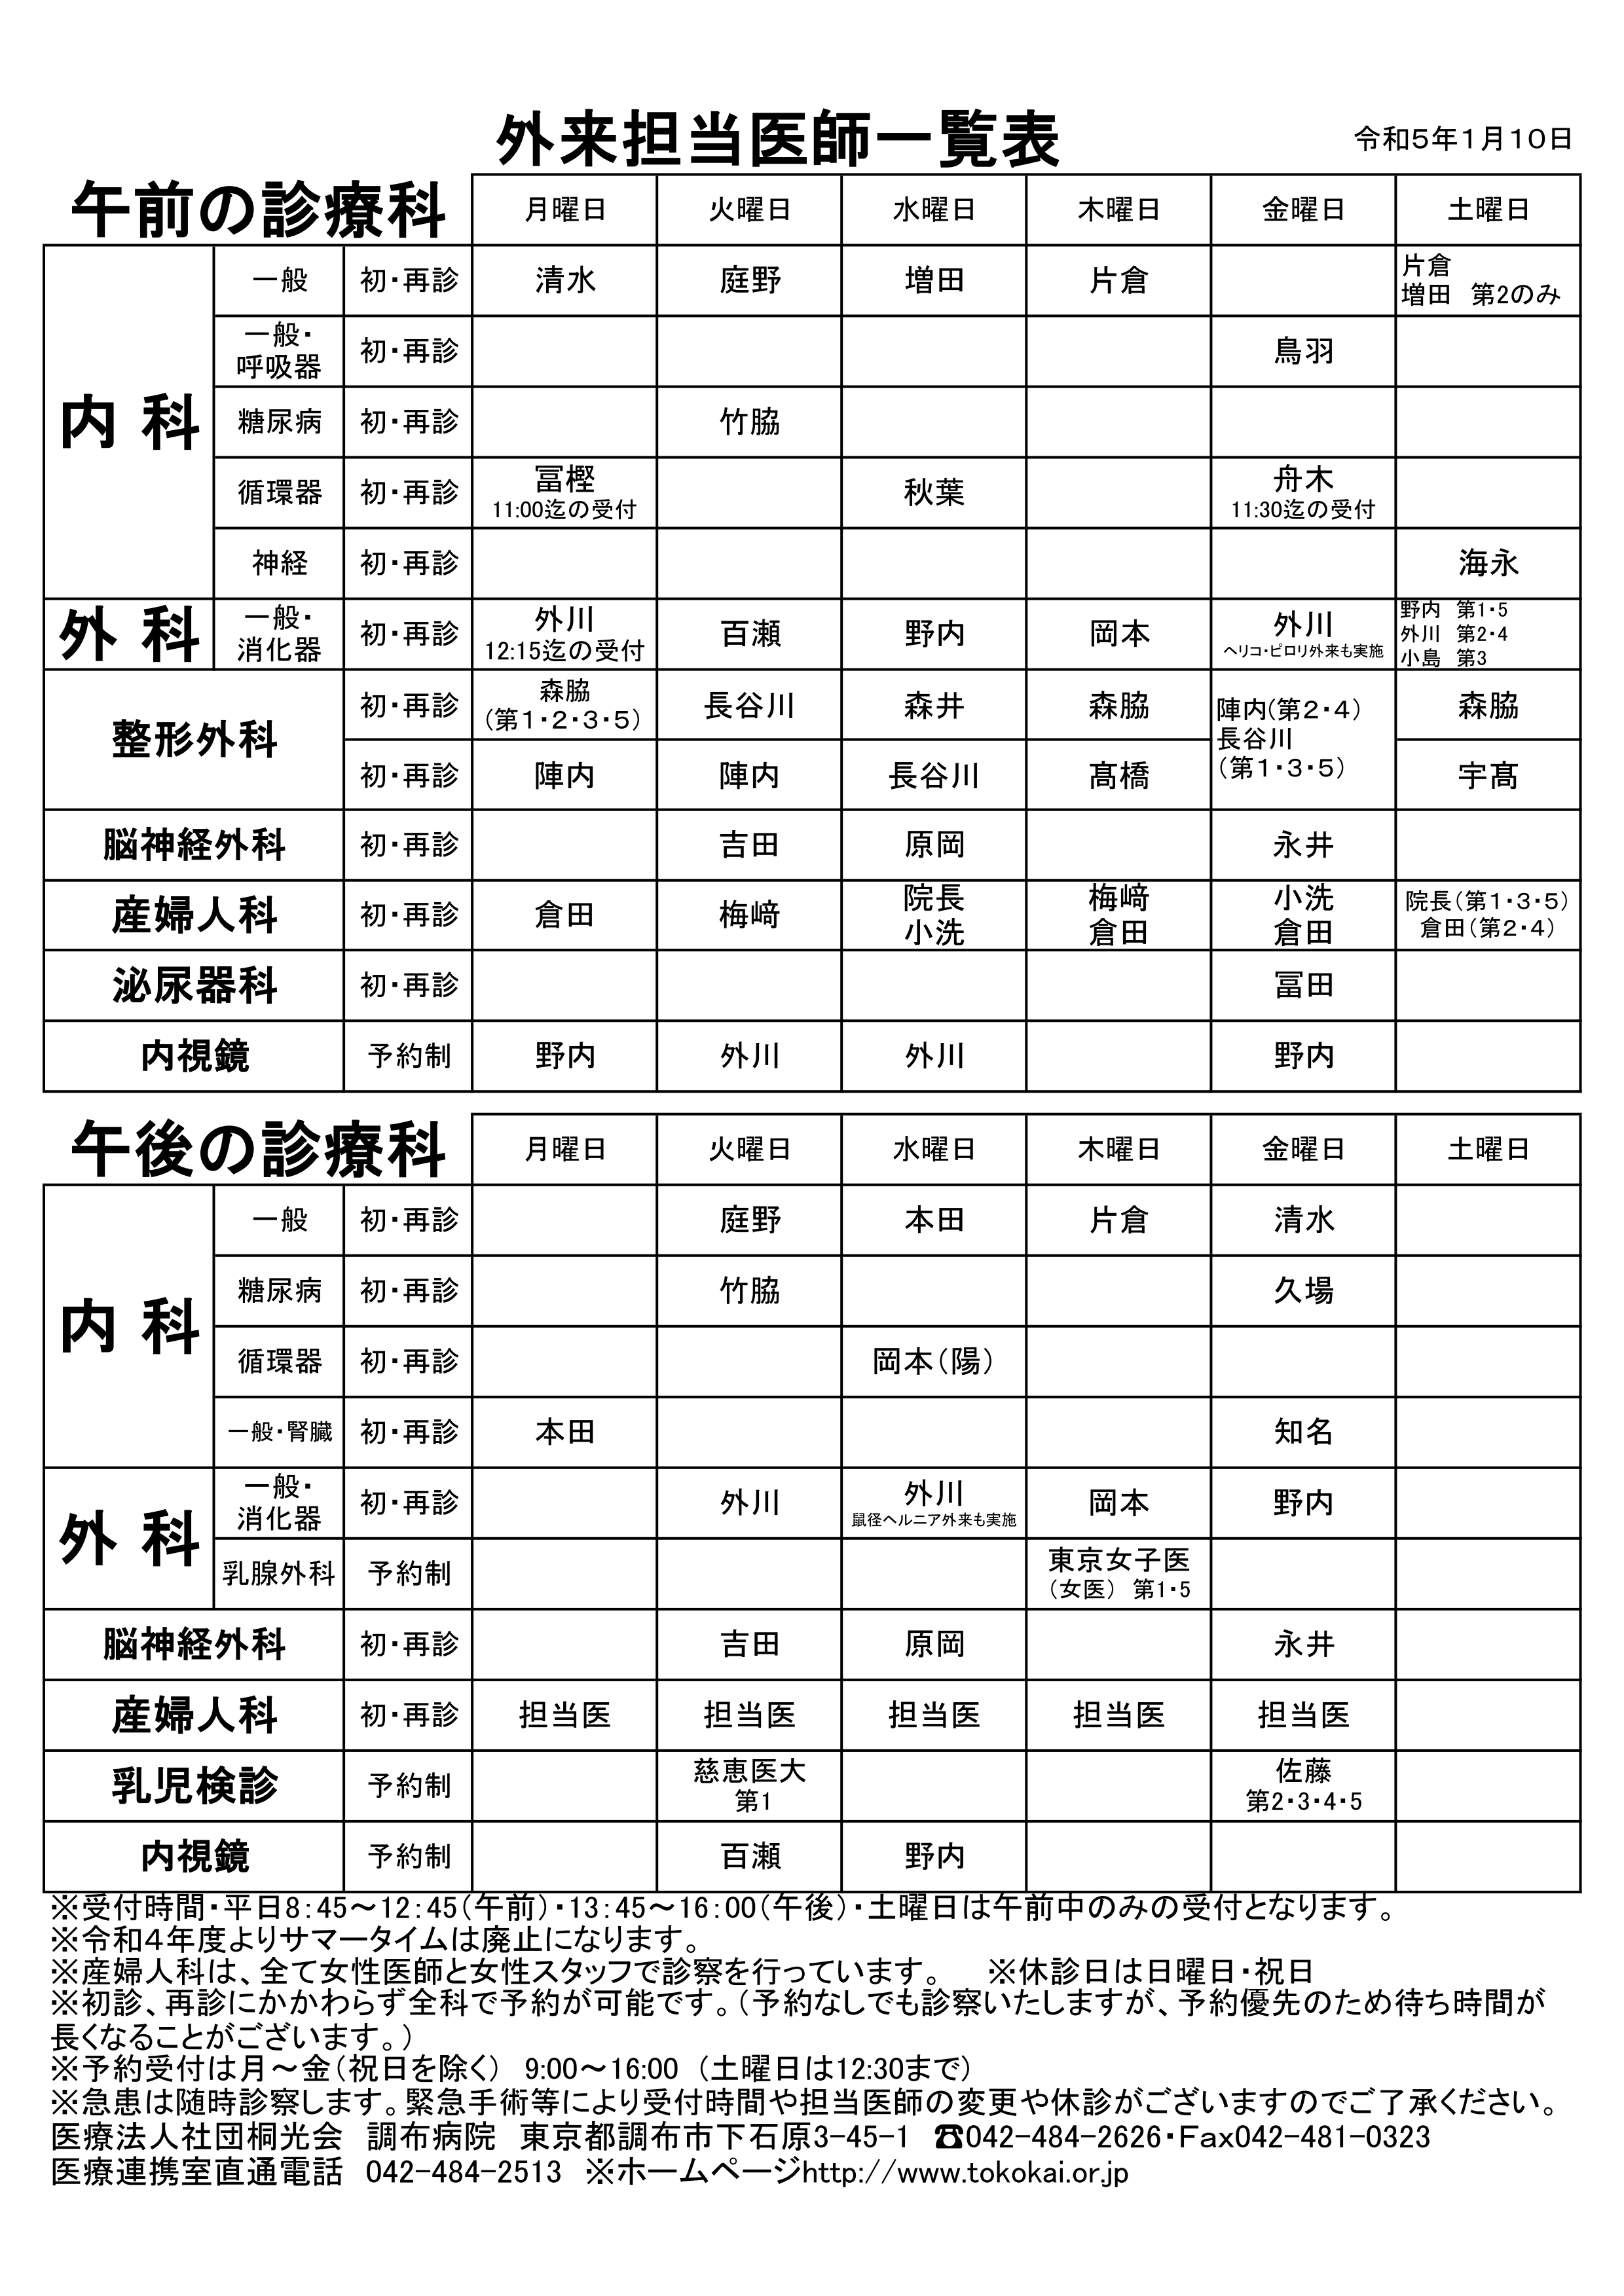 外来担当医師一覧表
令和5年1月10日
午前の診療科 月曜日 火曜日 水曜日 木曜日 金曜日 土曜日
内 科
一般 初・再診 清水 庭野 増田 片倉 片倉
増田 第2のみ
一般・
呼吸器 初・再診 鳥羽
糖尿病 初・再診 竹脇
循環器 初・再診 冨樫
11:00迄の受付 秋葉 舟木
11:30迄の受付
神経 初・再診 海永
外 科
一般・
消化器 初・再診 外川
12:15迄の受付 百瀬 野内 岡本 外川
ヘリコ・ピロリ外来も実施
野内 第1・5
外川 第2・4
小島 第3
整形外科
初・再診 森脇
(第1・2・3・5) 長谷川 森井 森脇 陣内(第2・4)
長谷川
(第1・3・5) 森脇
初・再診 陣内 陣内 長谷川 髙橋 宇髙
脳神経外科 初・再診 吉田 原岡 永井
産婦人科 初・再診 倉田 梅﨑 院長
小洗 梅﨑
倉田 小洗
倉田 院長(第1・3・5)
倉田(第2・4)
泌尿器科 初・再診 冨田
内視鏡 予約制 野内 外川 外川 野内
午後の診療科 月曜日 火曜日 水曜日 木曜日 金曜日 土曜日
内 科
一般 初・再診 庭野 本田 片倉 清水
糖尿病 初・再診 竹脇 久場
循環器 初・再診 岡本(陽)
一般・腎臓 初・再診 本田 知名
外 科
一般・
消化器 初・再診 外川 外川
鼠径ヘルニア外来も実施 岡本 野内
乳腺外科 予約制 東京女子医
(女医) 第1・5
脳神経外科 初・再診 吉田 原岡 永井
産婦人科 初・再診 担当医 担当医 担当医 担当医 担当医
乳児検診 予約制 慈恵医大
第1 佐藤
第2・3・4・5
内視鏡 予約制 百瀬 野内
※受付時間・平日8:45～12:45(午前)・13:45～16:00(午後)・土曜日は午前中のみの受付となります。
※令和4年度よりサマータイムは廃止になります。
※産婦人科は、全て女性医師と女性スタッフで診察を行っています。 ※休診日は日曜日・祝日
※初診、再診にかかわらず全科で予約が可能です。(予約なしでも診察いたしますが、予約優先のため待ち時間が
長くなることがございます。)
※予約受付は月～金(祝日を除く) 9:00～16:00 (土曜日は12:30まで)
※急患は随時診察します。緊急手術等により受付時間や担当医師の変更や休診がございますのでご了承ください。
医療法人社団桐光会 調布病院 東京都調布市下石原3-45-1 ☎042-484-2626・Fax042-481-0323
医療連携室直通電話 042-484-2513 ※ホームページhttp://www.tokokai.or.jp